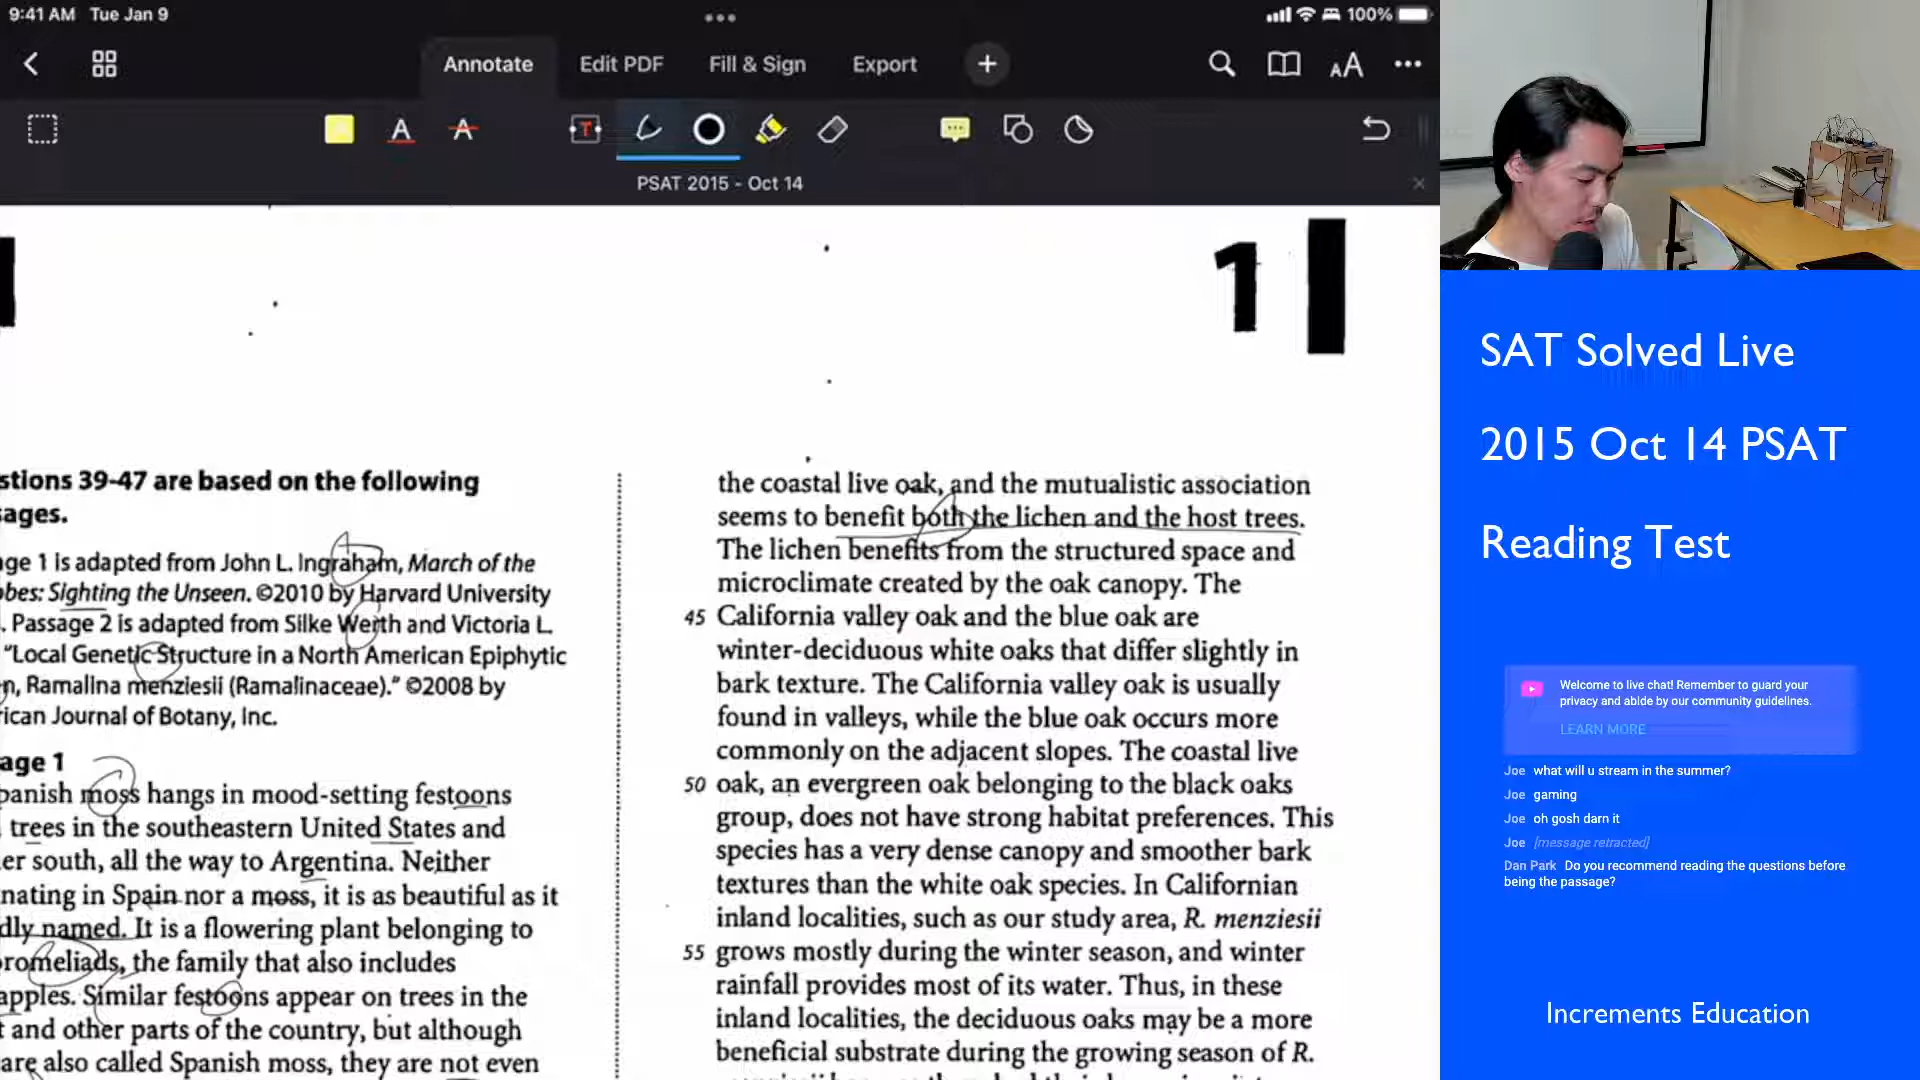 9:41 AM Tue Jan 9
100%
Annotate
Edit PDF
Fill & Sign
Export
PSAT 2015 - Oct 14
1
stions 39-47 are based on the following
sages.
ge 1 is adapted from John L. Ingraham, March of the
bes: Sighting the Unseen. ©2010 by Harvard University
. Passage 2 is adapted from Silke Werth and Victoria L.
"Local Genetic Structure in a North American Epiphytic
n, Ramalina menziesii (Ramalinaceae)." ©2008 by
rican Journal of Botany, Inc.
age 1
panish moss hangs in mood-setting festoons
trees in the southeastern United States and
er south, all the way to Argentina. Neither
nating in Spain nor a moss, it is as beautiful as it
dly named. It is a flowering plant belonging to
romeliads, the family that also includes
apples. Similar festoons appear on trees in the
t and other parts of the country, but although
are also called Spanish moss, they are not even
the coastal live oak, and the mutualistic association
seems to benefit both the lichen and the host trees.
The lichen benefits from the structured space and
microclimate created by the oak canopy. The
45 California valley oak and the blue oak are
winter-deciduous white oaks that differ slightly in
bark texture. The California valley oak is usually
found in valleys, while the blue oak occurs more
commonly on the adjacent slopes. The coastal live
50 oak, an evergreen oak belonging to the black oaks
group, does not have strong habitat preferences. This
species has a very dense canopy and smoother bark
textures than the white oak species. In Californian
inland localities, such as our study area, R. menziesii
55 grows mostly during the winter season, and winter
rainfall provides most of its water. Thus, in these
inland localities, the deciduous oaks may be a more
beneficial substrate during the growing season of R.
SAT Solved Live
2015 Oct 14 PSAT
Reading Test
Welcome to live chat! Remember to guard your
privacy and abide by our community guidelines.
LEARN MORE
Joe what will u stream in the summer?
Joe gaming
Joe oh gosh darn it
Joe [message retracted]
Dan Park Do you recommend reading the questions before
being the passage?
Increments Education